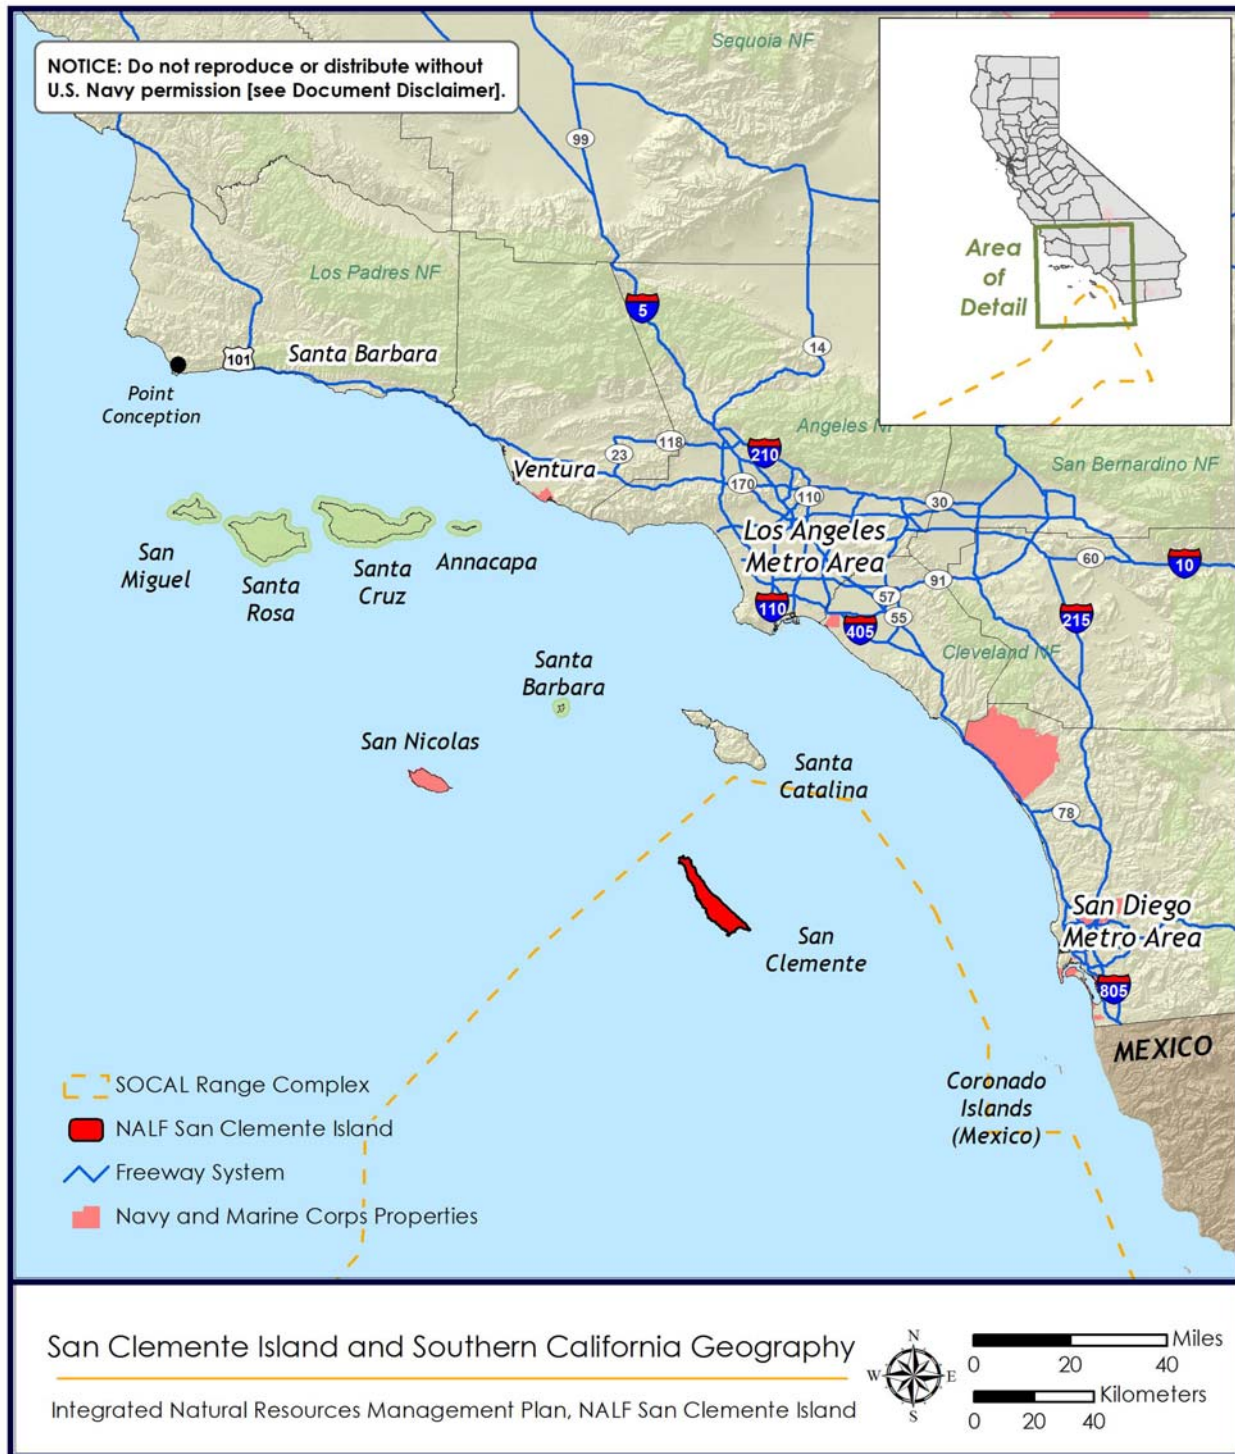 NOTICE: Do not reproduce or distribute without
U.S. Navy permission [see Document Disclaimer].
Sequoia NF
99
Area
of
Detail
Los Padres NF
5
14
101
Santa Barbara
Point
Conception
Angeles NF
San Bernardino NF
118
23
210
Ventura
170
110
30
Los Angeles
Metro Area
San
Miguel
Santa
Rosa
Santa
Cruz
Annacapa
60
10
91
57
110
405
55
215
Cleveland NF
Santa
Barbara
San Nicolas
Santa
Catalina
78
San
Clemente
San Diego
Metro Area
805
MEXICO
Coronado
Islands
(Mexico)
SOCAL Range Complex
NALF San Clemente Island
Freeway System
Navy and Marine Corps Properties
San Clemente Island and Southern California Geography
Integrated Natural Resources Management Plan, NALF San Clemente Island
N
W E
S
Miles
0 20 40
Kilometers
0 20 40